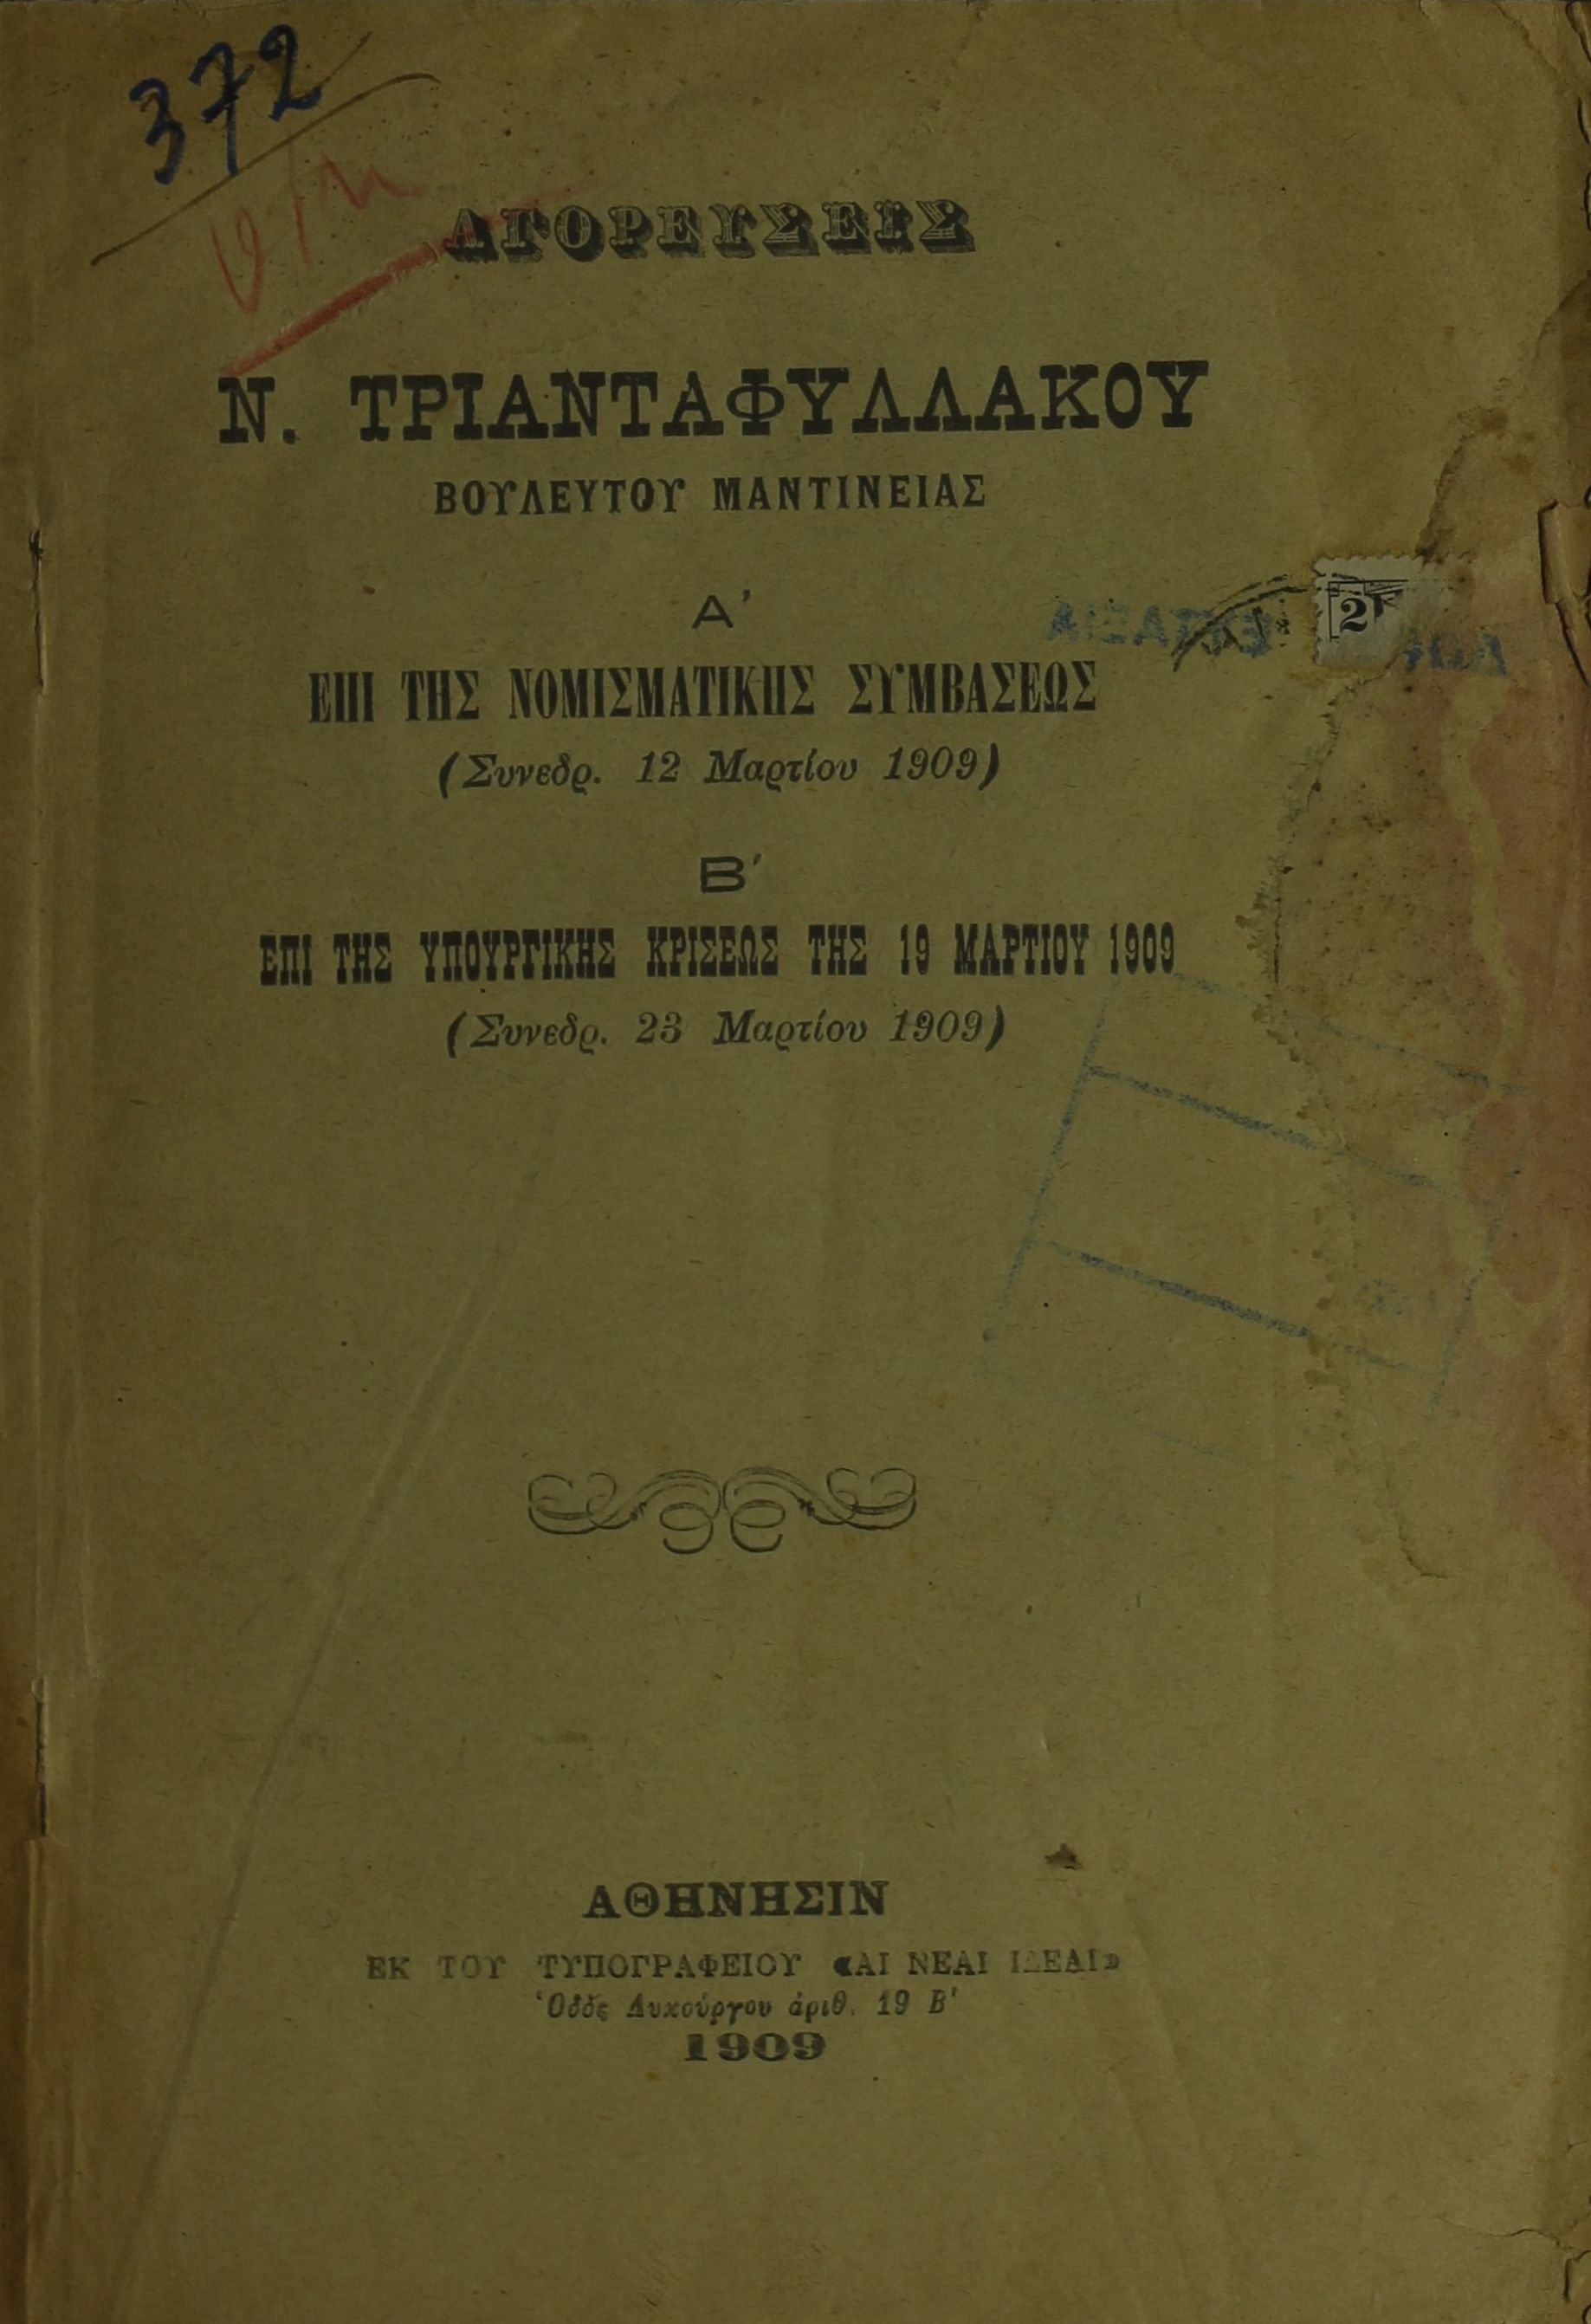 372
ΑΓΟΡΕΥΣΕΙΣ
Ν. ΤΡΙΑΝΤΑΦΥΛΛΑΚΟΥ
ΒΟΥΛΕΥΤΟΥ ΜΑΝΤΙΝΕΙΑΣ
Α'
ΕΠΙ ΤΗΣ ΝΟΜΙΣΜΑΤΙΚΗΣ ΣΥΜΒΑΣΕΩΣ
(Συνεδρ. 12 Μαρτίου 1909)
2
Β'
ΕΠΙ ΤΗΣ ΥΠΟΥΡΓΙΚΗΣ ΚΡΙΣΕΩΣ ΤΗΣ 19 ΜΑΡΤΙΟΥ 1909
(Συνεδρ. 23 Μαρτίου 1909)
ΑΘΗΝΗΣΙΝ
ΕΚ ΤΟΥ ΤΥΠΟΓΡΑΦΕΙΟΥ «ΑΙ ΝΕΑΙ ΙΔΕΑΙ»
Ὁδὸς Λυκούργου ἀριθ. 19 Β'
1909